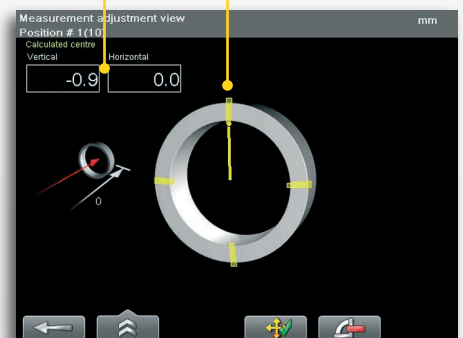 Measurement adjustment view mm
Position # 1(10)
Calculated centre
Vertical Horizontal
-0.9 0.0
0